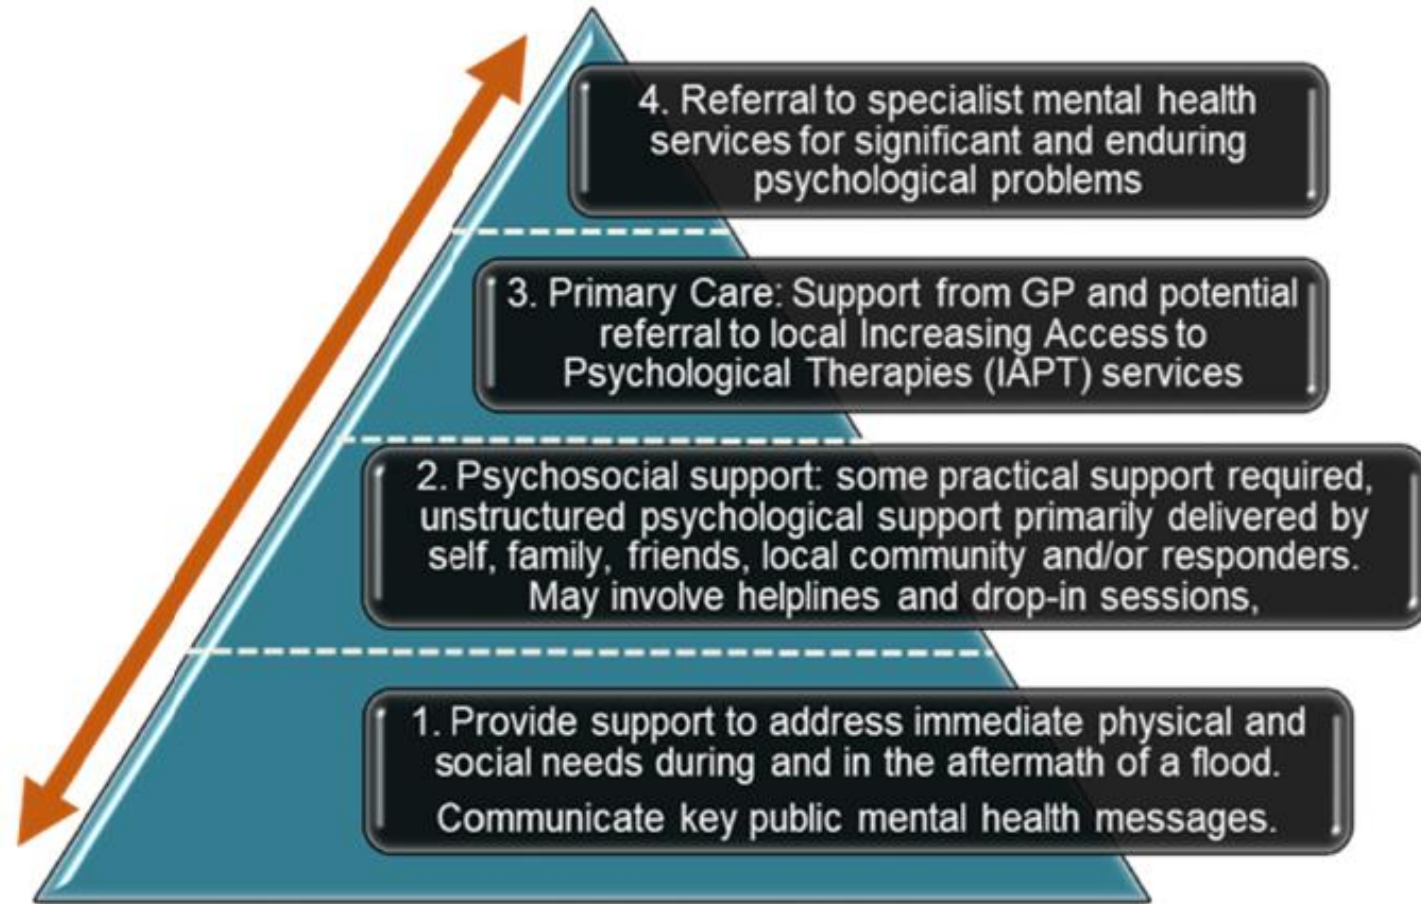 4. Referral to specialist mental health
services for significant and enduring
psychological problems
3. Primary Care: Support from GP and potential
referral to local Increasing Access to
Psychological Therapies (IAPT) services
2. Psychosocial support: some practical support required,
unstructured psychological support primarily delivered by
self, family, friends, local community and/or responders.
May involve helplines and drop-in sessions,
1. Provide support to address immediate physical and
social needs during and in the aftermath of a flood.
Communicate key public mental health messages.